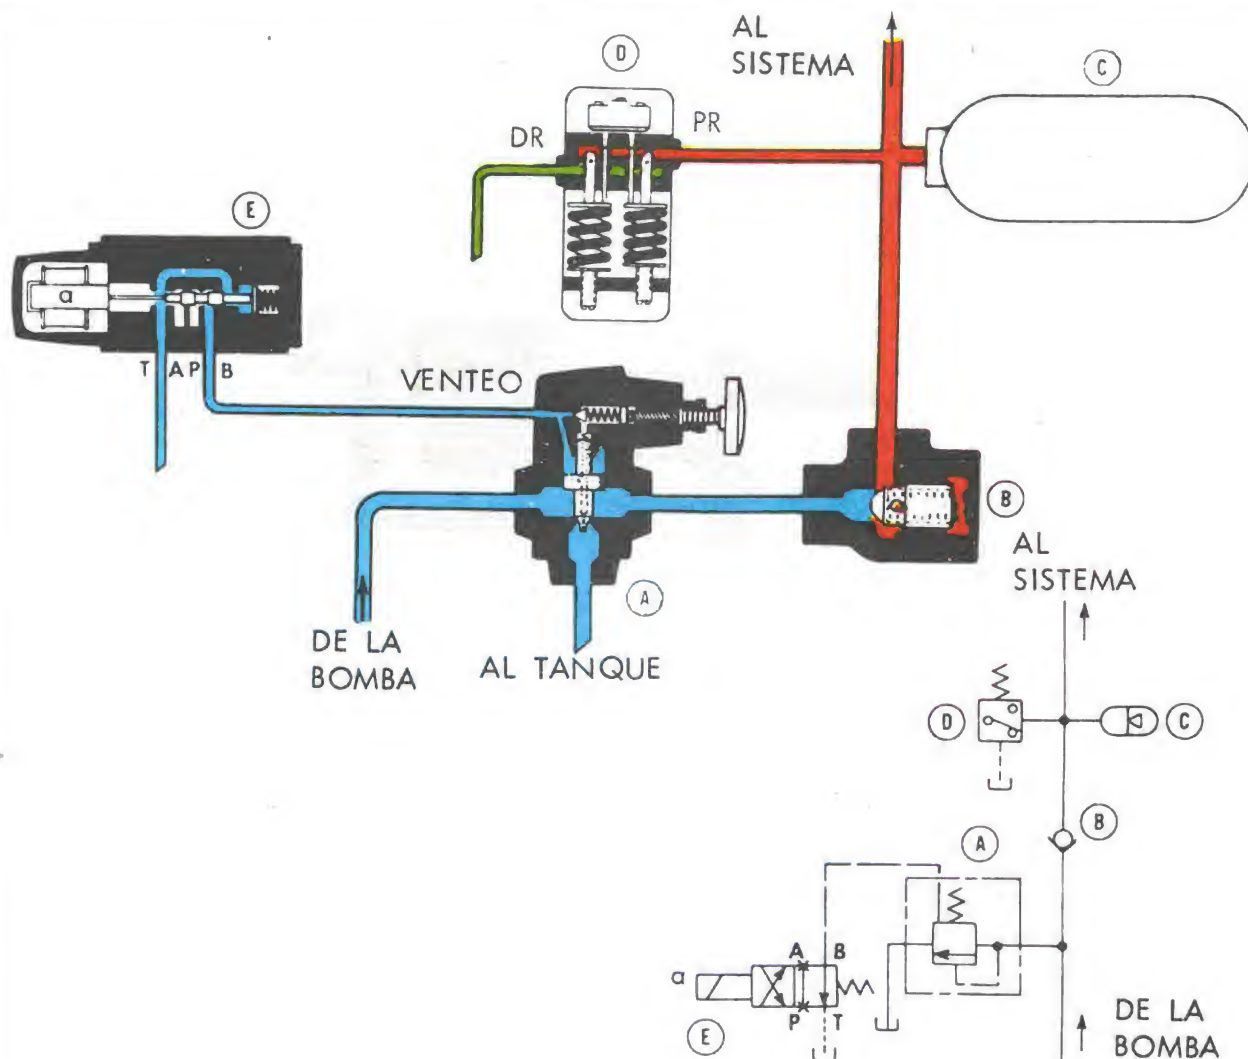 AL
SISTEMA
D
C
DR
PR
E
a
T A P B
VENTEO
B
A
DE LA
BOMBA
AL TANQUE
AL
SISTEMA
D
C
B
A
A B
a
P T
E
DE LA
BOMBA